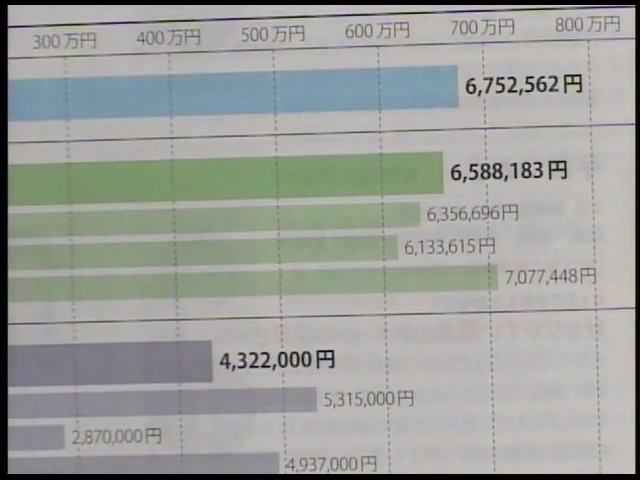 300万円 400万円 500万円 600万円 700万円 800万円
6,752,562円
6,588,183円
6,356,696円
6,133,615円
7,077,448円
4,322,000円
5,315,000円
2,870,000円
4,937,000円